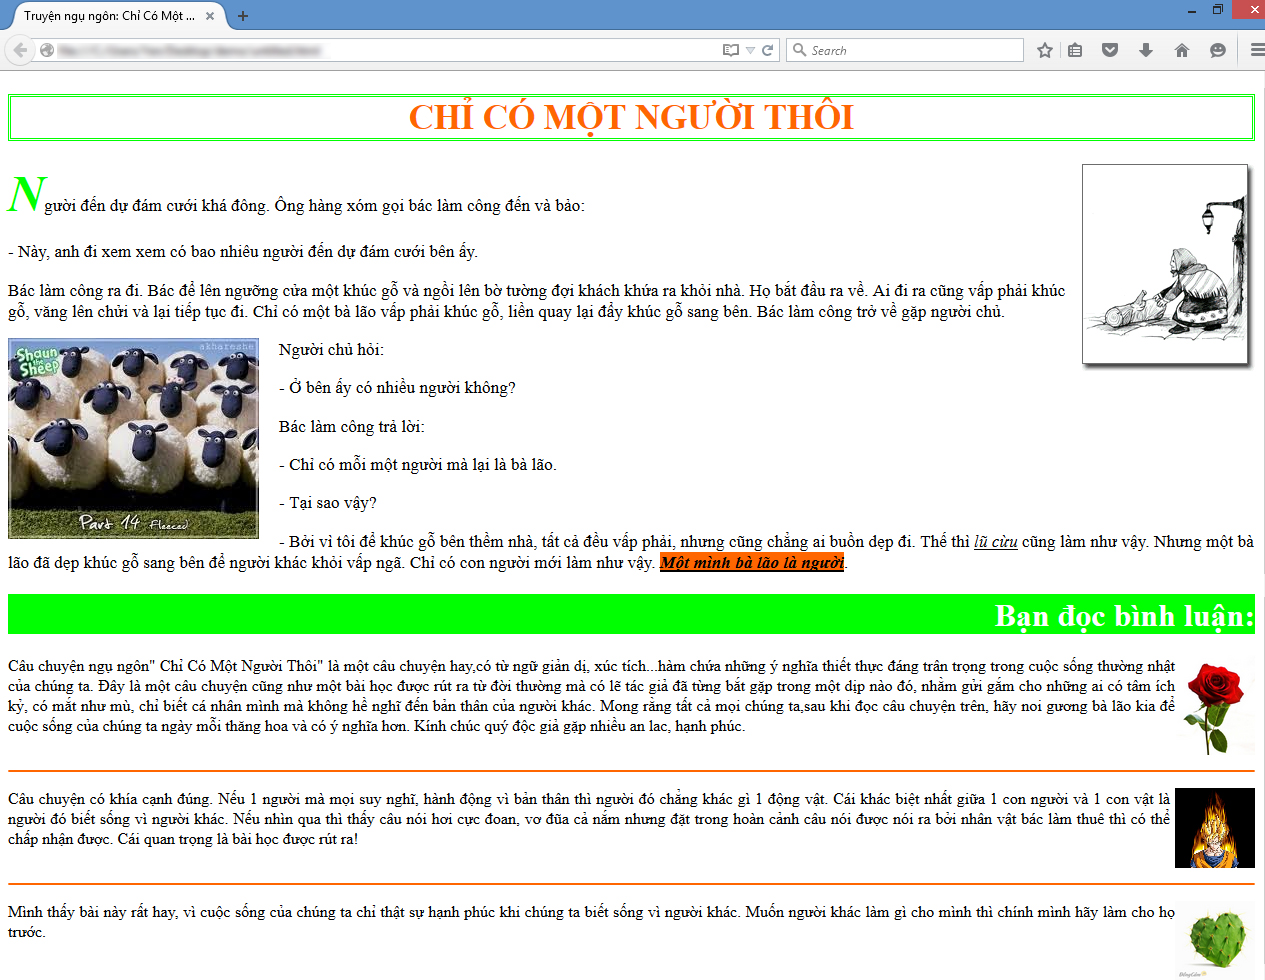 Truyện ngụ ngôn: Chỉ Có Một ...
Search
CHỈ CÓ MỘT NGƯỜI THÔI
Người đến dự đám cưới khá đông. Ông hàng xóm gọi bác làm công đến và bảo:
- Này, anh đi xem xem có bao nhiêu người đến dự đám cưới bên ấy.
Bác làm công ra đi. Bác để lên ngưỡng cửa một khúc gỗ và ngồi lên bờ tường đợi khách khứa ra khỏi nhà. Họ bắt đầu ra về. Ai đi ra cũng vấp phải khúc
gỗ, văng lên chửi và lại tiếp tục đi. Chỉ có một bà lão vấp phải khúc gỗ, liền quay lại đẩy khúc gỗ sang bên. Bác làm công trở về gặp người chủ.
Shaun
the
Sheep
akhareshe
Part 14 Fleeced
Người chủ hỏi:
- Ở bên ấy có nhiều người không?
Bác làm công trả lời:
- Chỉ có mỗi một người mà lại là bà lão.
- Tại sao vậy?
- Bởi vì tôi để khúc gỗ bên thềm nhà, tất cả đều vấp phải, nhưng cũng chẳng ai buồn dẹp đi. Thế thì lũ cừu cũng làm như vậy. Nhưng một bà
lão đã dẹp khúc gỗ sang bên để người khác khỏi vấp ngã. Chỉ có con người mới làm như vậy. Một mình bà lão là người.
Bạn đọc bình luận:
Câu chuyện ngụ ngôn" Chỉ Có Một Người Thôi" là một câu chuyện hay,có từ ngữ giản dị, xúc tích...hàm chứa những ý nghĩa thiết thực đáng trân trọng trong cuộc sống thường nhật
của chúng ta. Đây là một câu chuyện cũng như một bài học được rút ra từ đời thường mà có lẽ tác giả đã từng bắt gặp trong một dịp nào đó, nhằm gửi gắm cho những ai có tâm ích
kỷ, có mắt như mù, chỉ biết cá nhân mình mà không hề nghĩ đến bản thân của người khác. Mong rằng tất cả mọi chúng ta,sau khi đọc câu chuyện trên, hãy noi gương bà lão kia để
cuộc sống của chúng ta ngày mỗi thăng hoa và có ý nghĩa hơn. Kính chúc quý độc giả gặp nhiều an lac, hạnh phúc.
Câu chuyện có khía cạnh đúng. Nếu 1 người mà mọi suy nghĩ, hành động vì bản thân thì người đó chẳng khác gì 1 động vật. Cái khác biệt nhất giữa 1 con người và 1 con vật là
người đó biết sống vì người khác. Nếu nhìn qua thì thấy câu nói hơi cực đoan, vơ đũa cả nắm nhưng đặt trong hoàn cảnh câu nói được nói ra bởi nhân vật bác làm thuê thì có thể
chấp nhận được. Cái quan trọng là bài học được rút ra!
Mình thấy bài này rất hay, vì cuộc sống của chúng ta chỉ thật sự hạnh phúc khi chúng ta biết sống vì người khác. Muốn người khác làm gì cho mình thì chính mình hãy làm cho họ
trước.